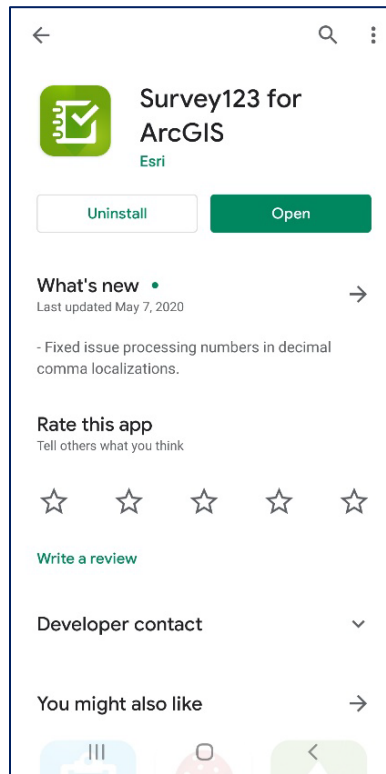 Survey123 for
ArcGIS
Esri
Uninstall
Open
What's new
Last updated May 7, 2020
- Fixed issue processing numbers in decimal
comma localizations.
Rate this app
Tell others what you think
Write a review
Developer contact
You might also like